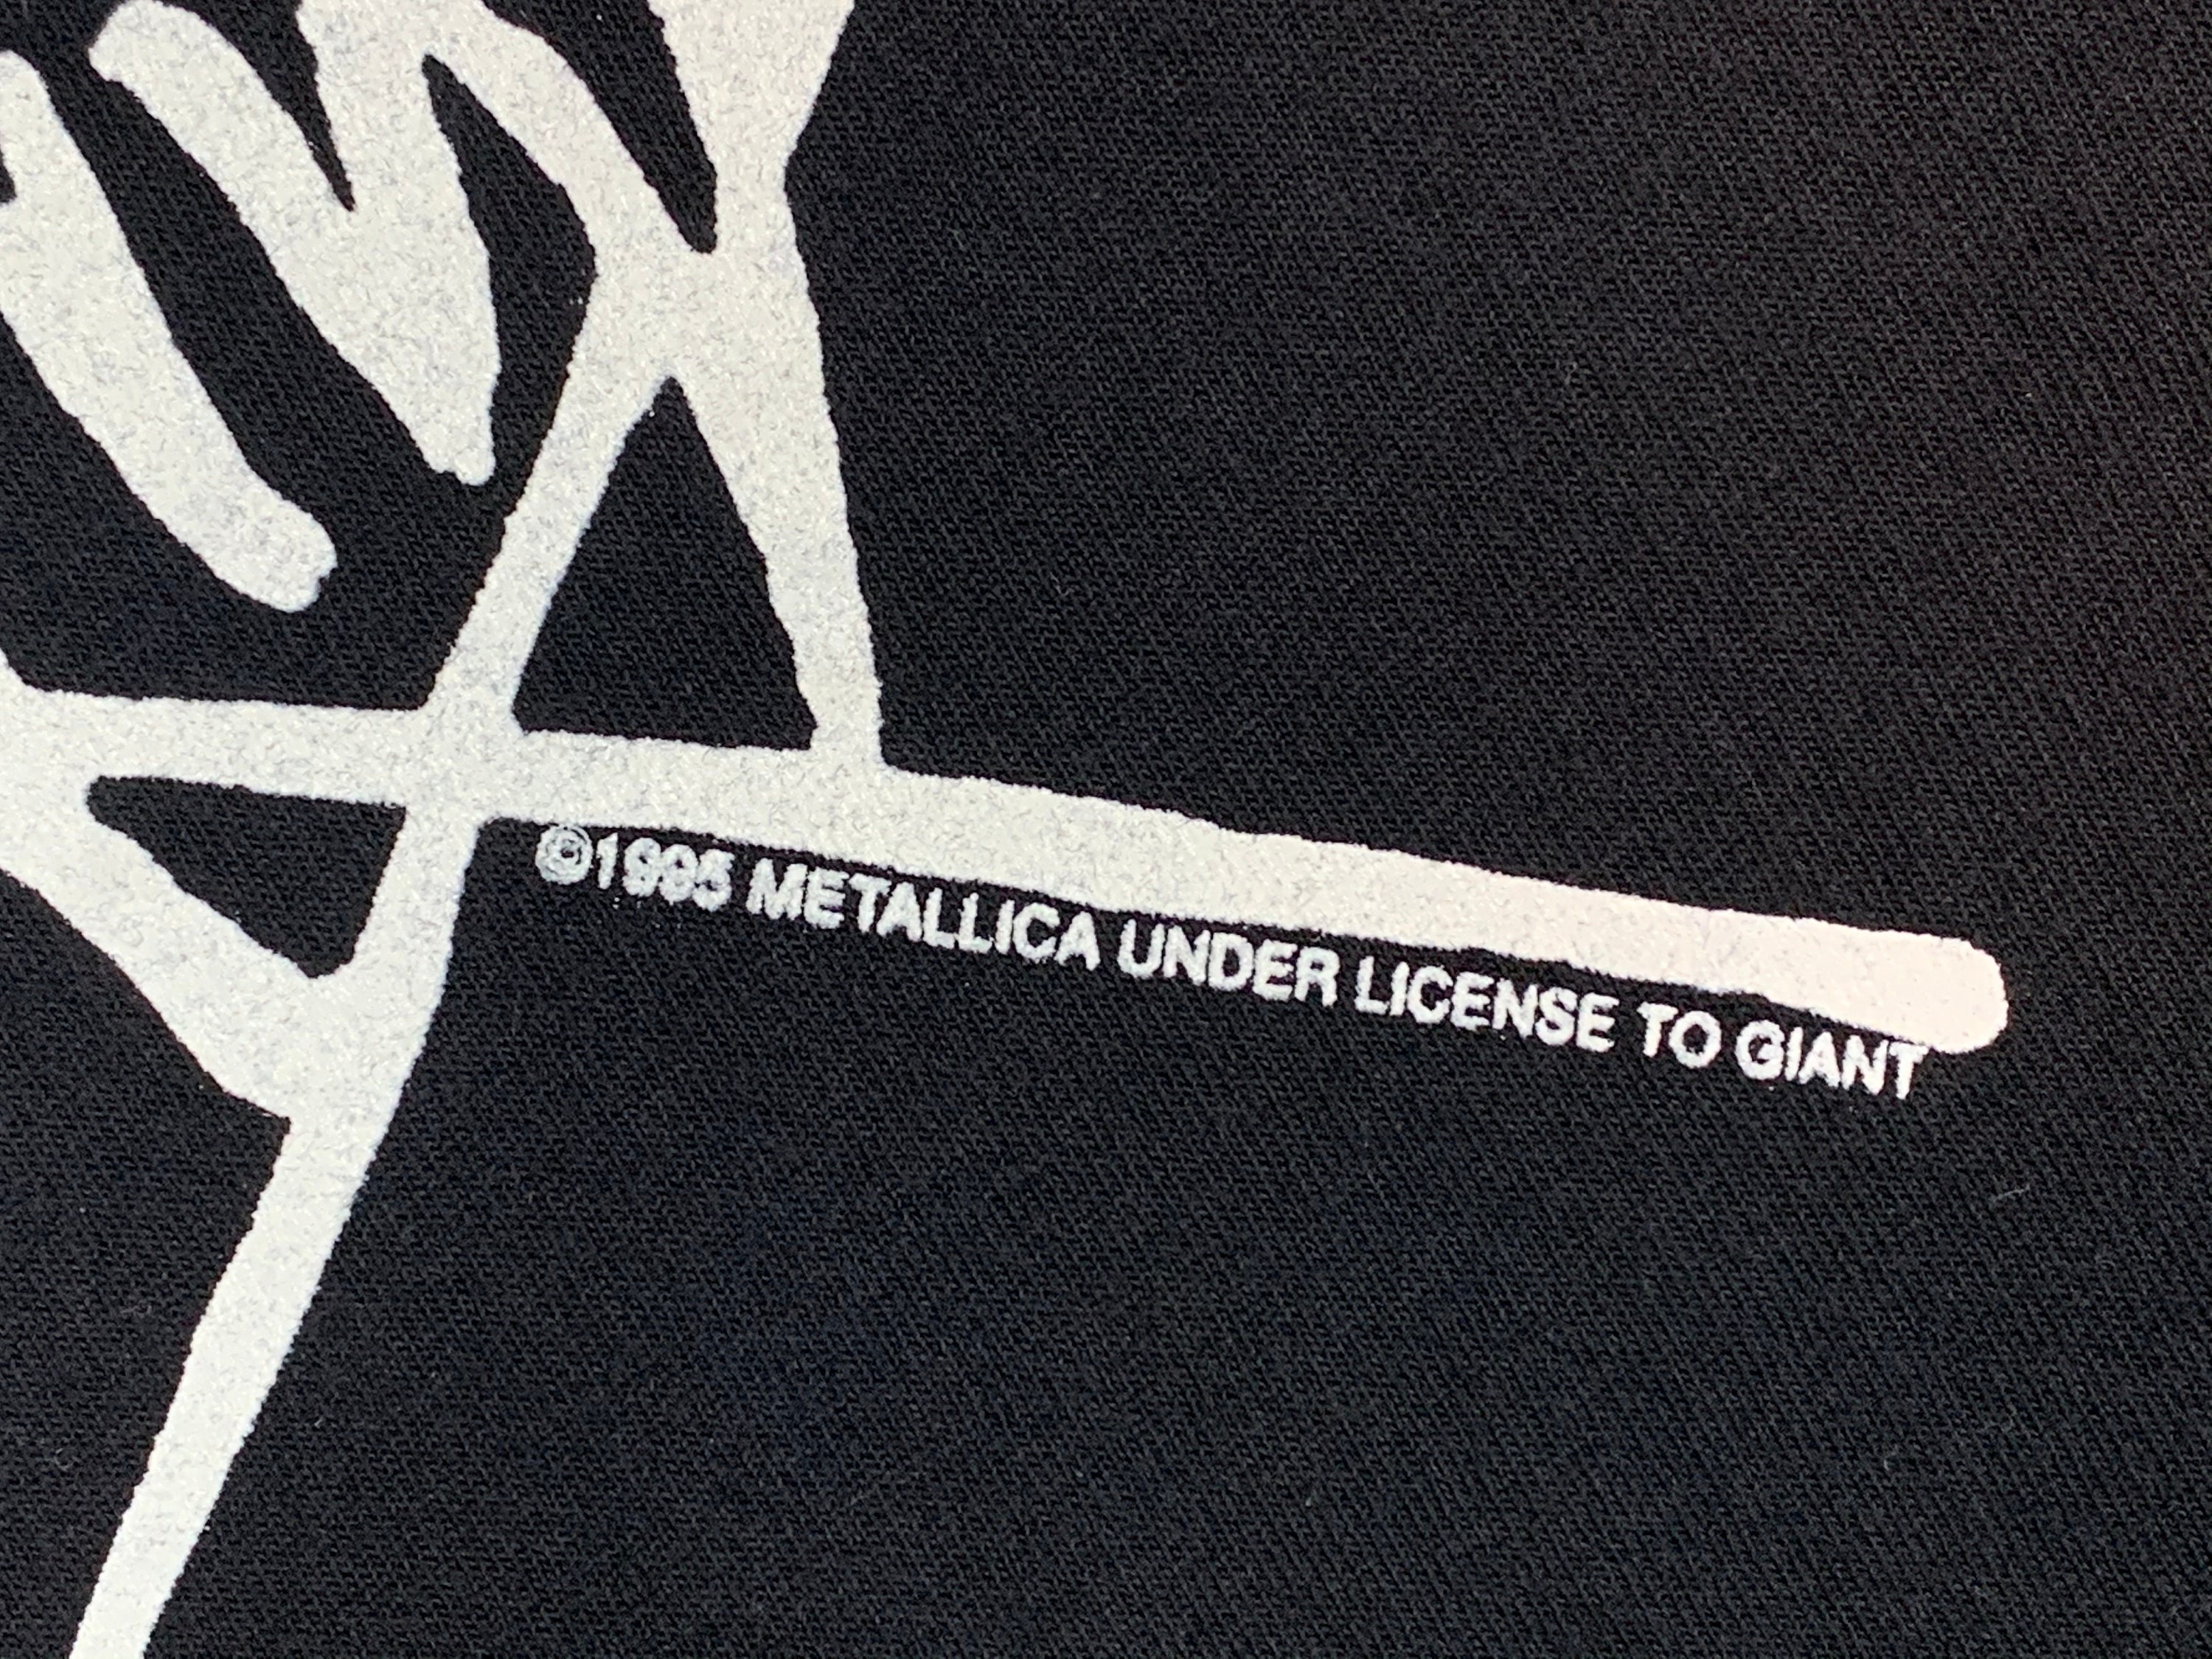 ©1995 METALLICA UNDER LICENSE TO GIANT